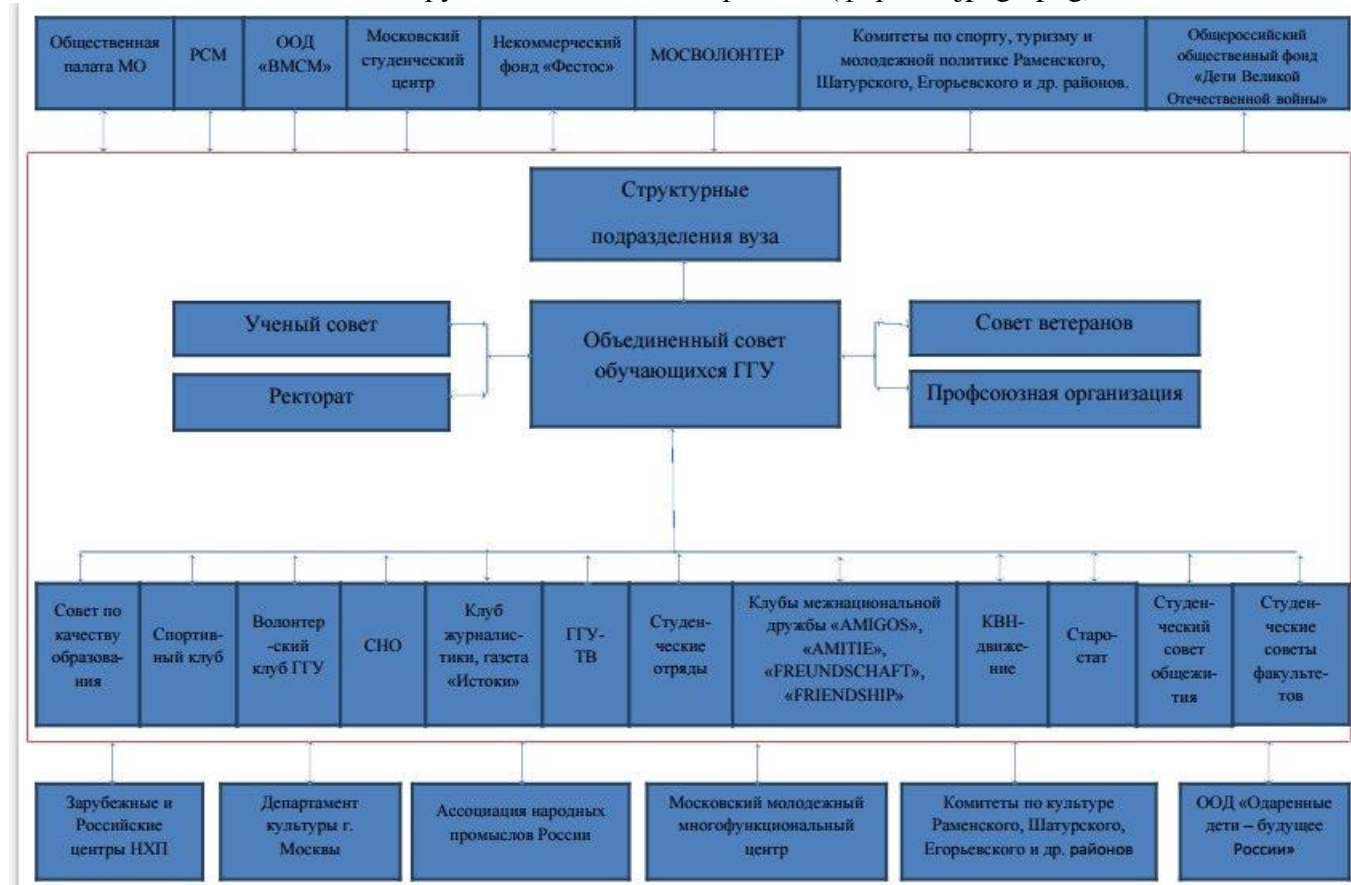 Общественная
палата МО
РСМ
ООД
«ВМСМ»
Московский
студенческий
центр
Некоммерческий
фонд «Фестос»
МОСВОЛОНТЕР
Комитеты по спорту, туризму и
молодежной политике Раменского,
Шатурского, Егорьевского и др. районов.
Общероссийский
общественный фонд
«Дети Великой
Отечественной войны»
Структурные
подразделения вуза
Ученый совет
Ректорат
Объединенный совет
обучающихся ГГУ
Совет ветеранов
Профсоюзная организация
Совет по
качеству
образова-
ния
Спортив-
ный клуб
Волонтер
-ский
клуб ГГУ
СНО
Клуб
журналис-
тики, газета
«Истоки»
ГГУ-
ТВ
Студен-
ческие
отряды
Клубы межнациональной
дружбы «AMIGOS»,
«AMITIE»,
«FREUNDSCHAFT»,
«FRIENDSHIP»
КВН-
движе-
ние
Старо-
стат
Студен-
ческий
совет
общежи-
тия
Студен-
ческие
советы
факульте-
тов
Зарубежные и
Российские
центры НХП
Департамент
культуры г.
Москвы
Ассоциация народных
промыслов России
Московский молодежный
многофункциональный
центр
Комитеты по культуре
Раменского, Шатурского,
Егорьевского и др. районов
ООД «Одаренные
дети – будущее
России»